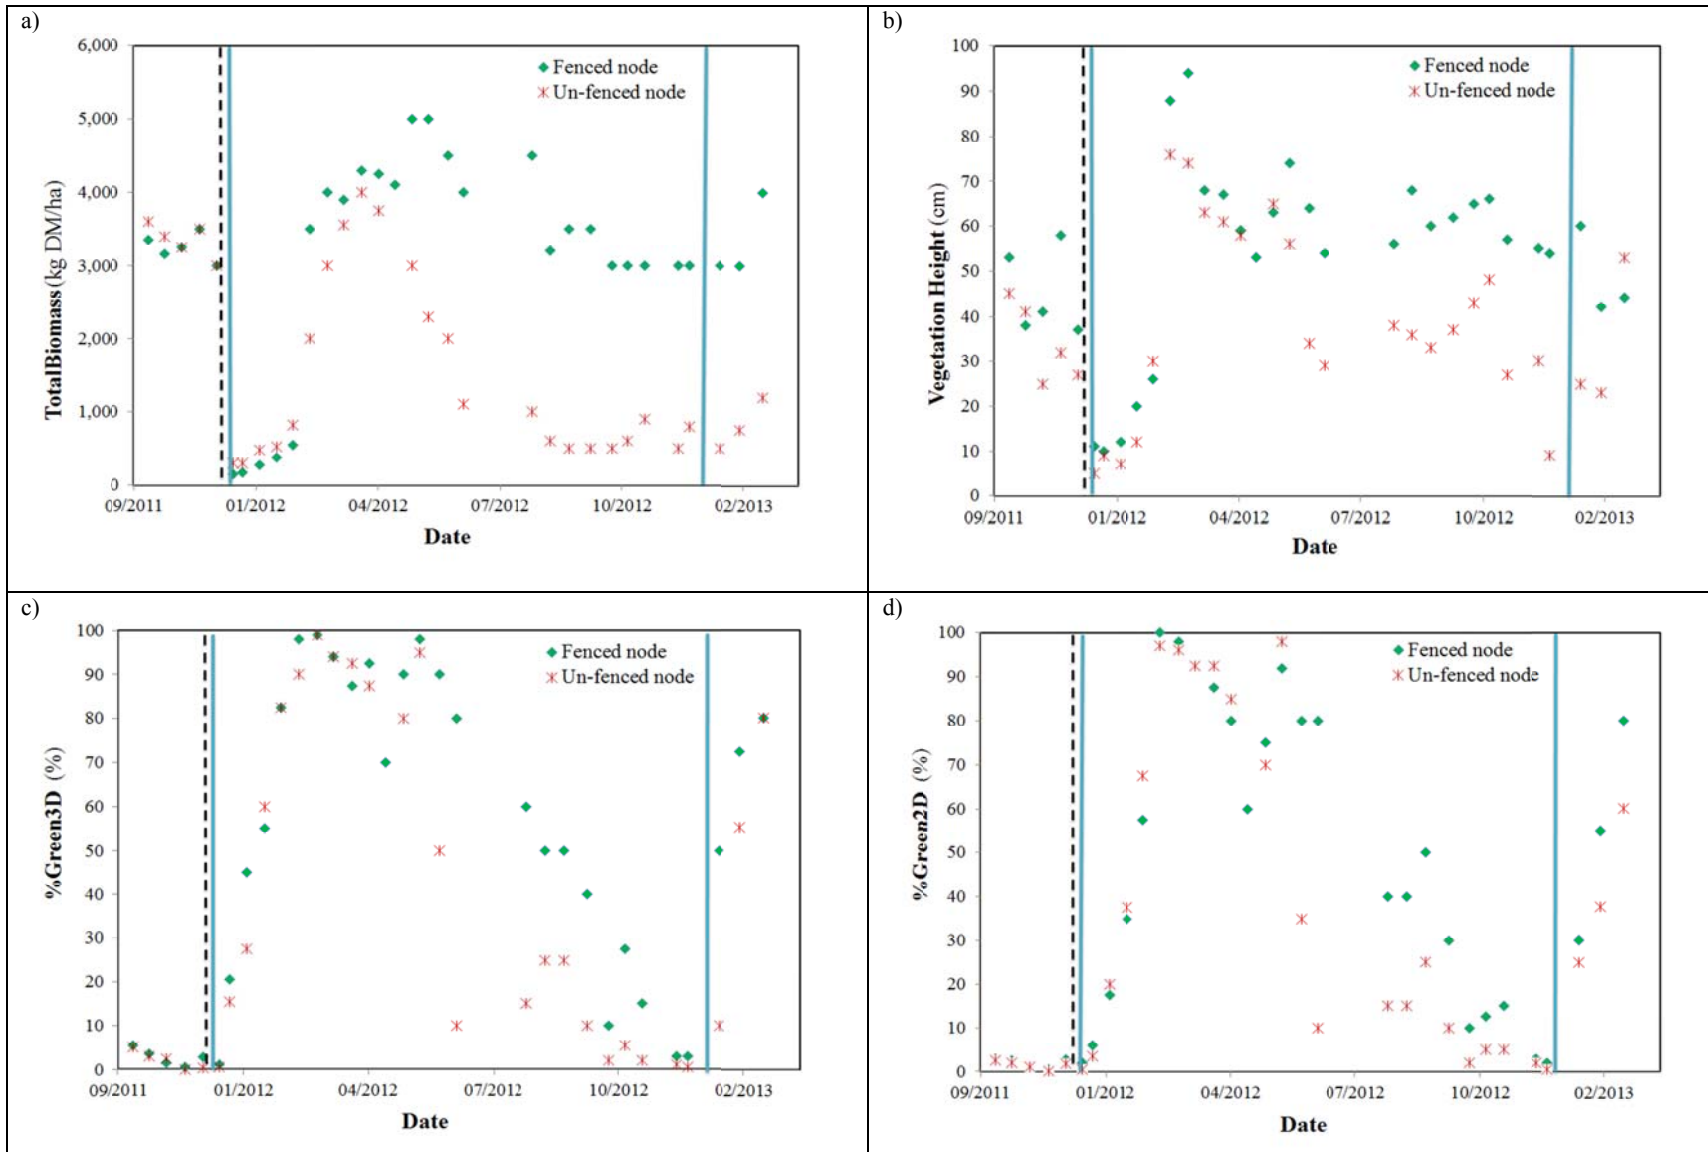 a)
6,000
5,000
4,000
3,000
2,000
1,000
0
TotalBiomass (kg DM/ha)
Fenced node
Un-fenced node
09/2011 01/2012 04/2012 07/2012 10/2012 02/2013
Date
b)
100
90
80
70
60
50
40
30
20
10
0
Vegetation Height (cm)
Fenced node
Un-fenced node
09/2011 01/2012 04/2012 07/2012 10/2012 02/2013
Date
c)
100
90
80
70
60
50
40
30
20
10
0
%Green3D (%)
Fenced node
Un-fenced node
09/2011 01/2012 04/2012 07/2012 10/2012 02/2013
Date
d)
100
90
80
70
60
50
40
30
20
10
0
%Green2D (%)
Fenced node
Un-fenced node
09/2011 01/2012 04/2012 07/2012 10/2012 02/2013
Date